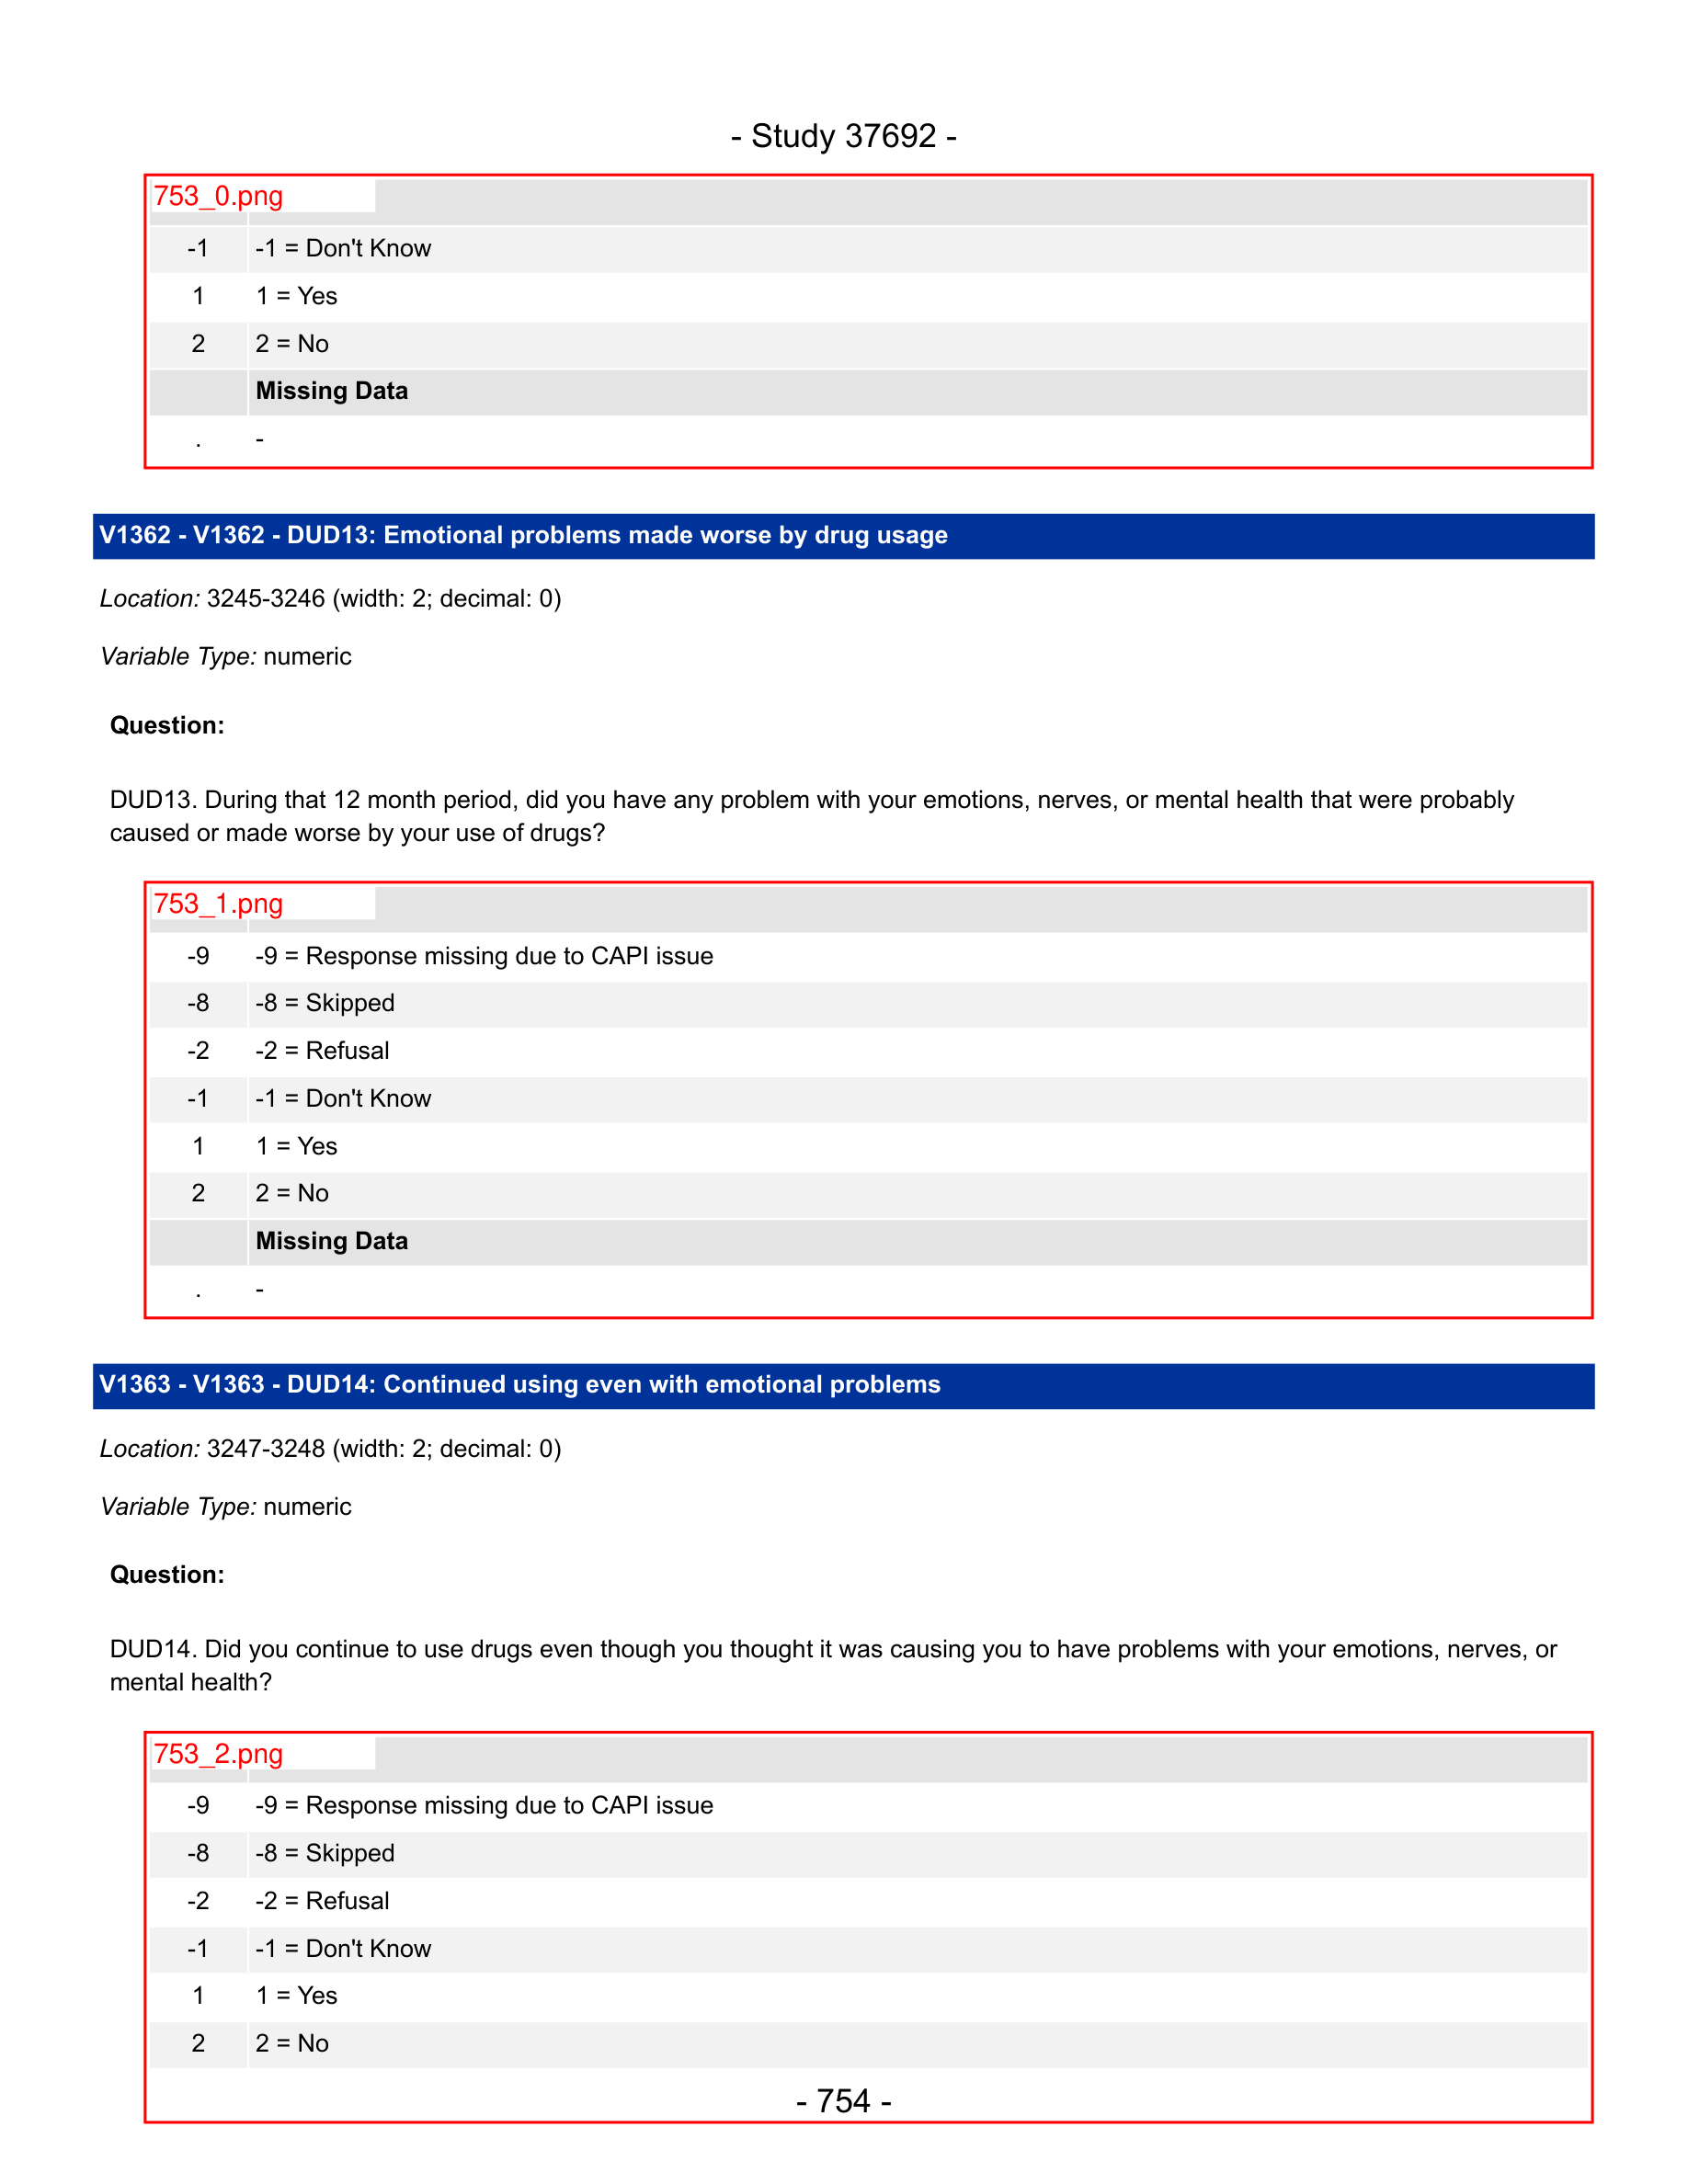 - Study 37692 -
753_0.png
-1 -1 = Don't Know
1 1 = Yes
2 2 = No
Missing Data
. -
V1362 - V1362 - DUD13: Emotional problems made worse by drug usage
Location: 3245-3246 (width: 2; decimal: 0)
Variable Type: numeric
Question:
DUD13. During that 12 month period, did you have any problem with your emotions, nerves, or mental health that were probably
caused or made worse by your use of drugs?
753_1.png
-9 -9 = Response missing due to CAPI issue
-8 -8 = Skipped
-2 -2 = Refusal
-1 -1 = Don't Know
1 1 = Yes
2 2 = No
Missing Data
. -
V1363 - V1363 - DUD14: Continued using even with emotional problems
Location: 3247-3248 (width: 2; decimal: 0)
Variable Type: numeric
Question:
DUD14. Did you continue to use drugs even though you thought it was causing you to have problems with your emotions, nerves, or
mental health?
753_2.png
-9 -9 = Response missing due to CAPI issue
-8 -8 = Skipped
-2 -2 = Refusal
-1 -1 = Don't Know
1 1 = Yes
2 2 = No
- 754 -